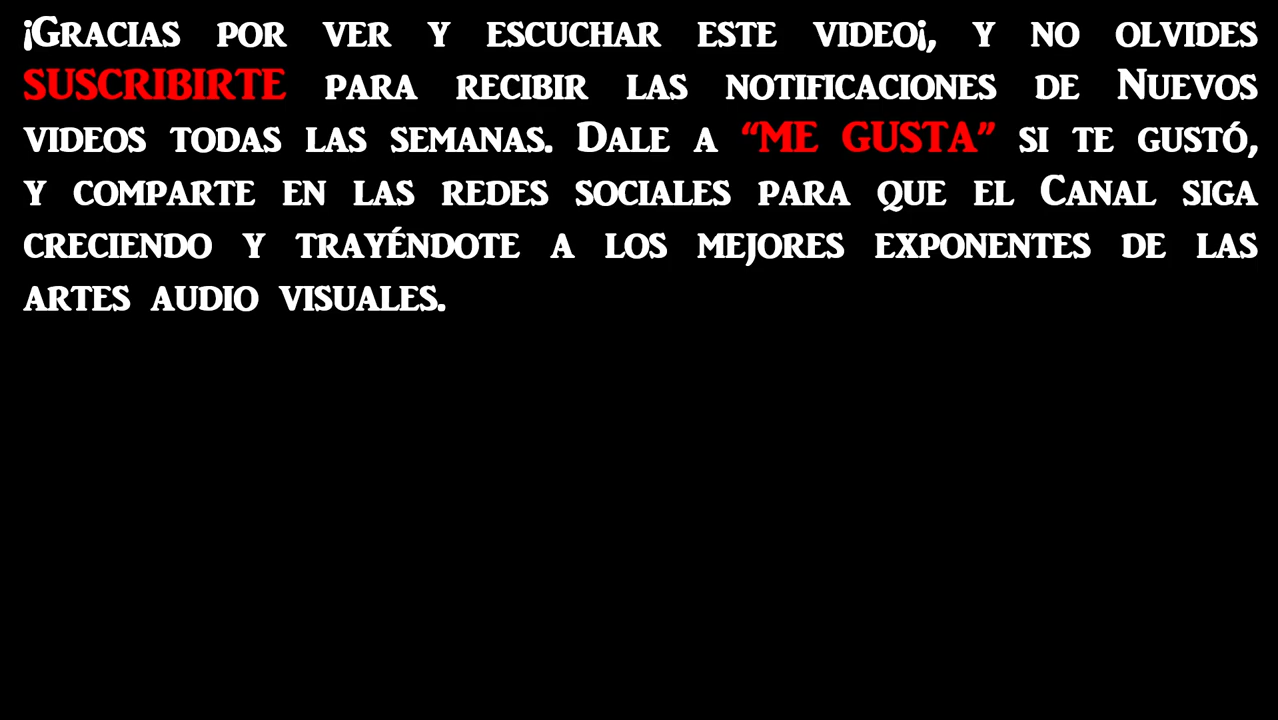 ¡Gracias por ver y escuchar este video¡, y no olvides
SUSCRIBIRTE para recibir las notificaciones de Nuevos
videos todas las semanas. Dale a “ME GUSTA” si te gustó,
y comparte en las redes sociales para que el Canal siga
creciendo y trayéndote a los mejores exponentes de las
artes audio visuales.